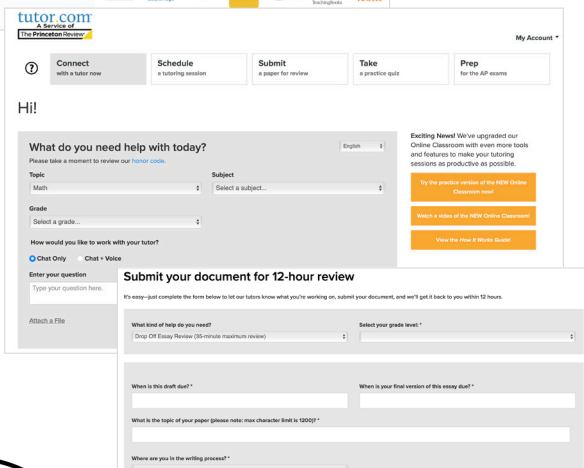 TeachingBooks
tutor.com
A Service of
The Princeton Review
My Account
Connect
with a tutor now
Schedule
a tutoring session
Submit
a paper for review
Take
a practice quiz
Prep
for the AP exams
Hi!
What do you need help with today?
English
Please take a moment to review our honor code.
Topic
Subject
Math
Select a subject...
Grade
Select a grade...
How would you like to work with your tutor?
Chat Only
Chat + Voice
Enter your question
Type your question here.
Attach a File
Exciting News! We've upgraded our
Online Classroom with even more tools
and features to make your tutoring
sessions as productive as possible.
Try the practice version of the NEW Online
Classroom now!
Watch a video of the NEW Online Classroom!
View the How It Works Guide!
Submit your document for 12-hour review
It's easy—just complete the form below to let our tutors know what you're working on, submit your document, and we'll get it back to you within 12 hours.
What kind of help do you need?
Select your grade level: *
Drop Off Essay Review (35-minute maximum review)
When is this draft due? *
When is your final version of this essay due? *
What is the topic of your paper (please note: max character limit is 1200)? *
Where are you in the writing process? *